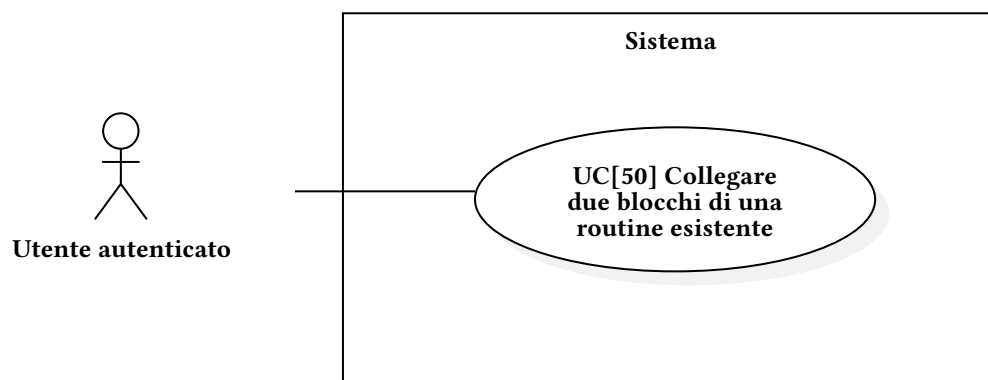 Sistema
UC[50] Collegare
due blocchi di una
routine esistente
Utente autenticato